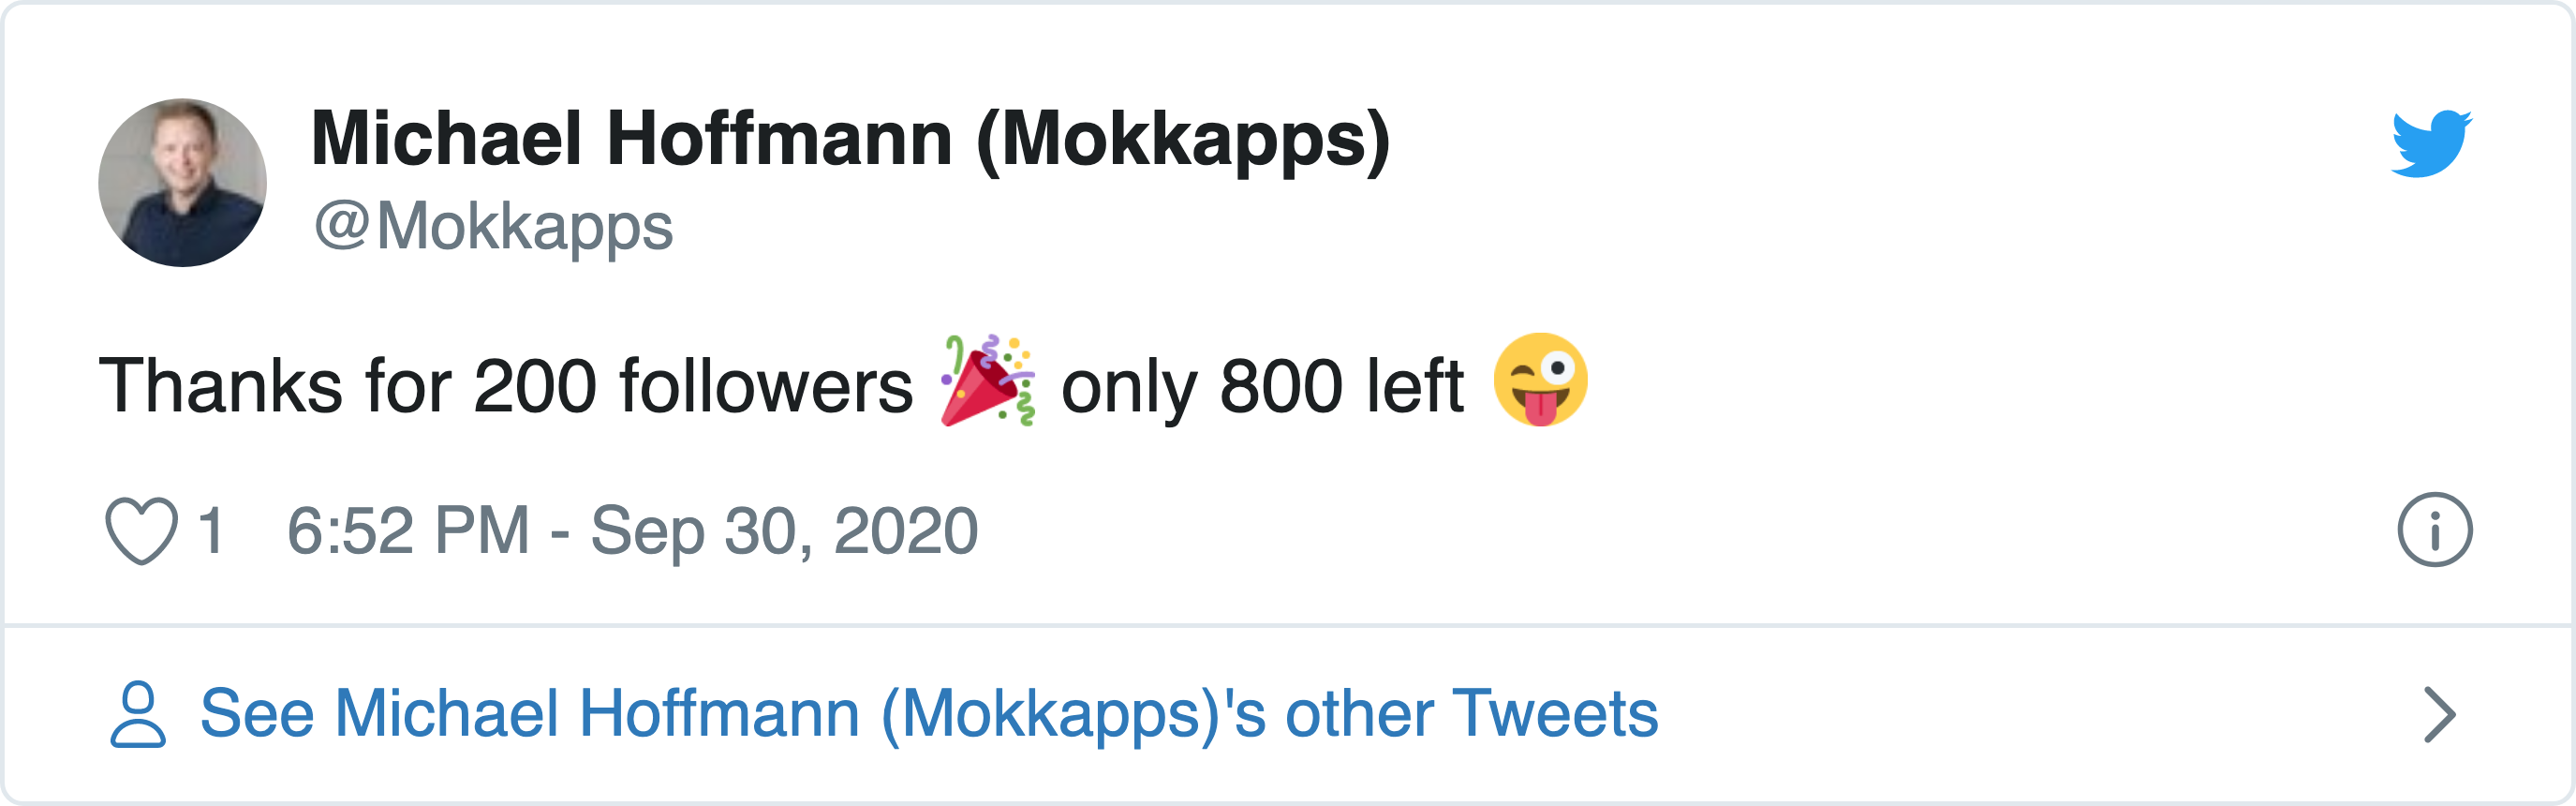 Michael Hoffmann (Mokkapps)
@Mokkapps
Thanks for 200 followers 🎉 only 800 left 😜
1 6:52 PM - Sep 30, 2020
See Michael Hoffmann (Mokkapps)'s other Tweets